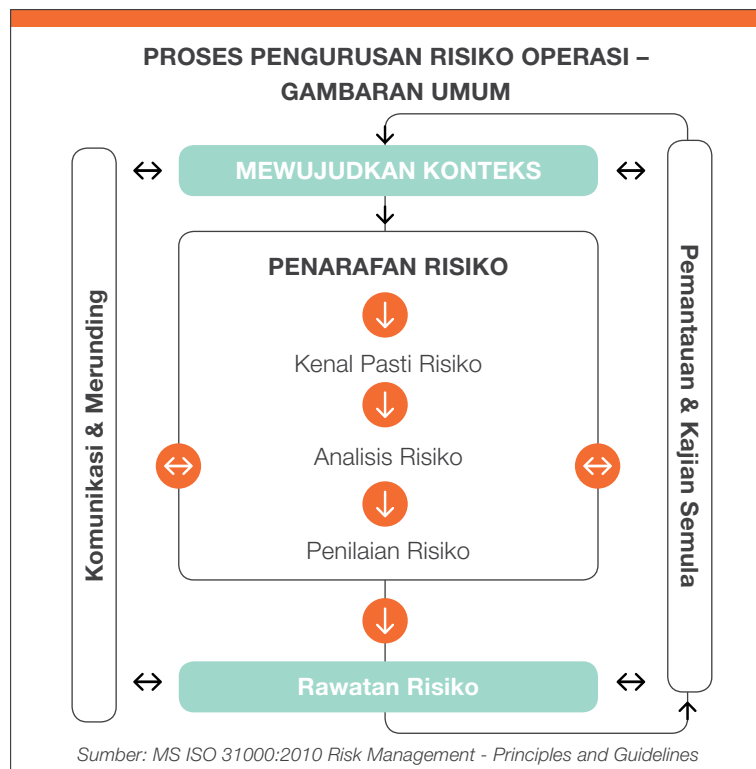 PROSES PENGURUSAN RISIKO OPERASI –
GAMBARAN UMUM
MEWUJUDKAN KONTEKS
Komunikasi & Merunding
PENARAFAN RISIKO
Kenal Pasti Risiko
Analisis Risiko
Penilaian Risiko
Pemantauan & Kajian Semula
Rawatan Risiko
Sumber: MS ISO 31000:2010 Risk Management - Principles and Guidelines